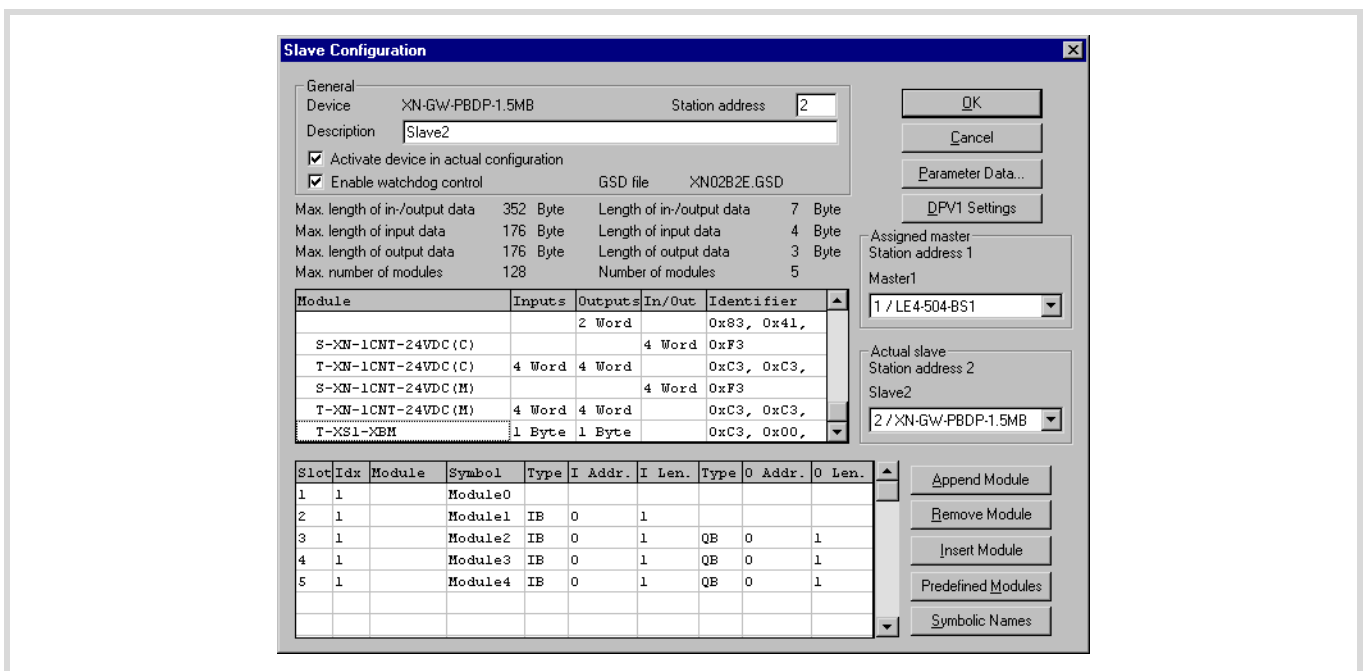 Slave Configuration
General
Device XN-GW-PBDP-1.5MB Station address 2
Description Slave2
Activate device in actual configuration
Enable watchdog control GSD file XN02B2E.GSD
OK
Cancel
Parameter Data...
DPV1 Settings
Max. length of in-/output data 352 Byte Length of in-/output data 7 Byte
Max. length of input data 176 Byte Length of input data 4 Byte
Max. length of output data 176 Byte Length of output data 3 Byte
Max. number of modules 128 Number of modules 5
Assigned master
Station address 1
Master1
1 / LE4-504-BS1
Actual slave
Station address 2
Slave2
2 / XN-GW-PBDP-1.5MB
Module Inputs Outputs In/Out Identifier
2 Word 0x83, 0x41,
S-XN-1CNT-24VDC(C) 4 Word 0xF3
T-XN-1CNT-24VDC(C) 4 Word 4 Word 0xC3, 0xC3,
S-XN-1CNT-24VDC(M) 4 Word 0xF3
T-XN-1CNT-24VDC(M) 4 Word 4 Word 0xC3, 0xC3,
T-XS1-XBM 1 Byte 1 Byte 0xC3, 0x00,
Slot Idx Module Symbol Type I Addr. I Len. Type O Addr. O Len.
1 1 Module0
2 1 Module1 IB 0 1
3 1 Module2 IB 0 1 QB 0 1
4 1 Module3 IB 0 1 QB 0 1
5 1 Module4 IB 0 1 QB 0 1
Append Module
Remove Module
Insert Module
Predefined Modules
Symbolic Names